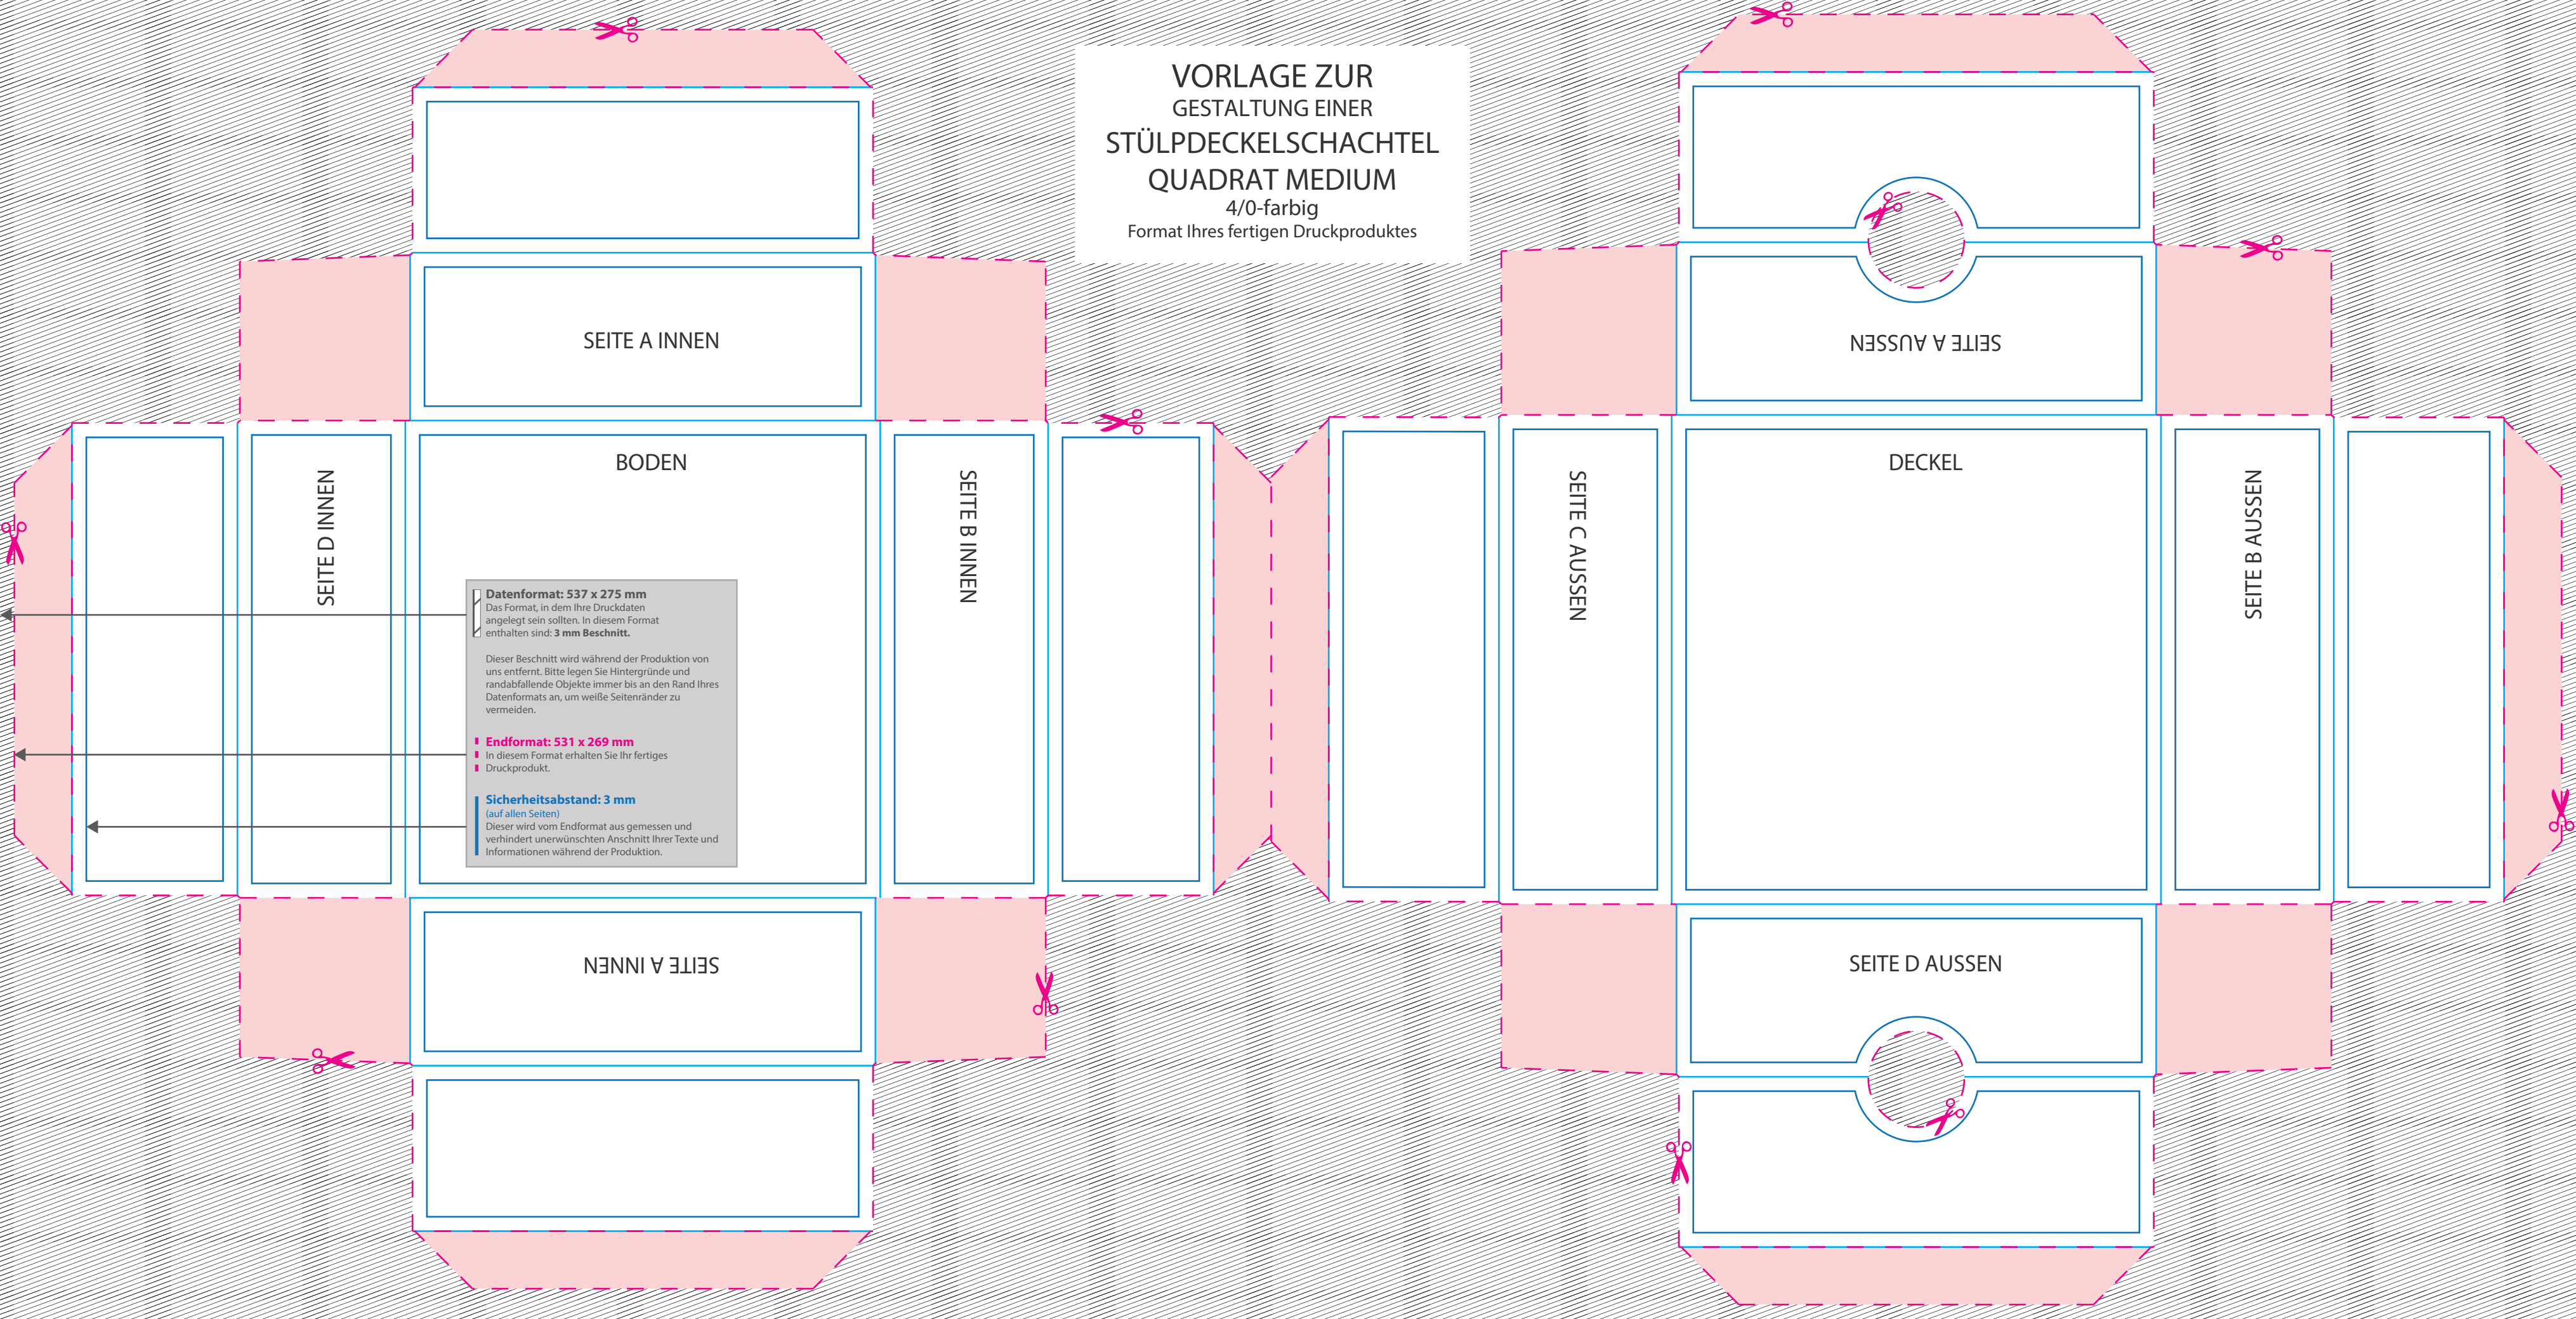 VORLAGE ZUR
GESTALTUNG EINER
STÜLPDECKELSCHACHTEL
QUADRAT MEDIUM
4/0-farbig
Format Ihres fertigen Druckproduktes
SEITE A INNEN
SEITE A AUSSEN
SEITE D INNEN
BODEN
SEITE B INNEN
SEITE C AUSSEN
DECKEL
SEITE B AUSSEN
Datenformat: 537 x 275 mm
Das Format, in dem Ihre Druckdaten
angelegt sein sollten. In diesem Format
enthalten sind: 3 mm Beschnitt.
Dieser Beschnitt wird während der Produktion von
uns entfernt. Bitte legen Sie Hintergründe und
randabfallende Objekte immer bis an den Rand Ihres
Datenformats an, um weiße Seitenränder zu
vermeiden.
Endformat: 531 x 269 mm
In diesem Format erhalten Sie Ihr fertiges
Druckprodukt.
Sicherheitsabstand: 3 mm
(auf allen Seiten)
Dieser wird vom Endformat aus gemessen und
verhindert unerwünschten Anschnitt Ihrer Texte und
Informationen während der Produktion.
SEITE A INNEN
SEITE D AUSSEN